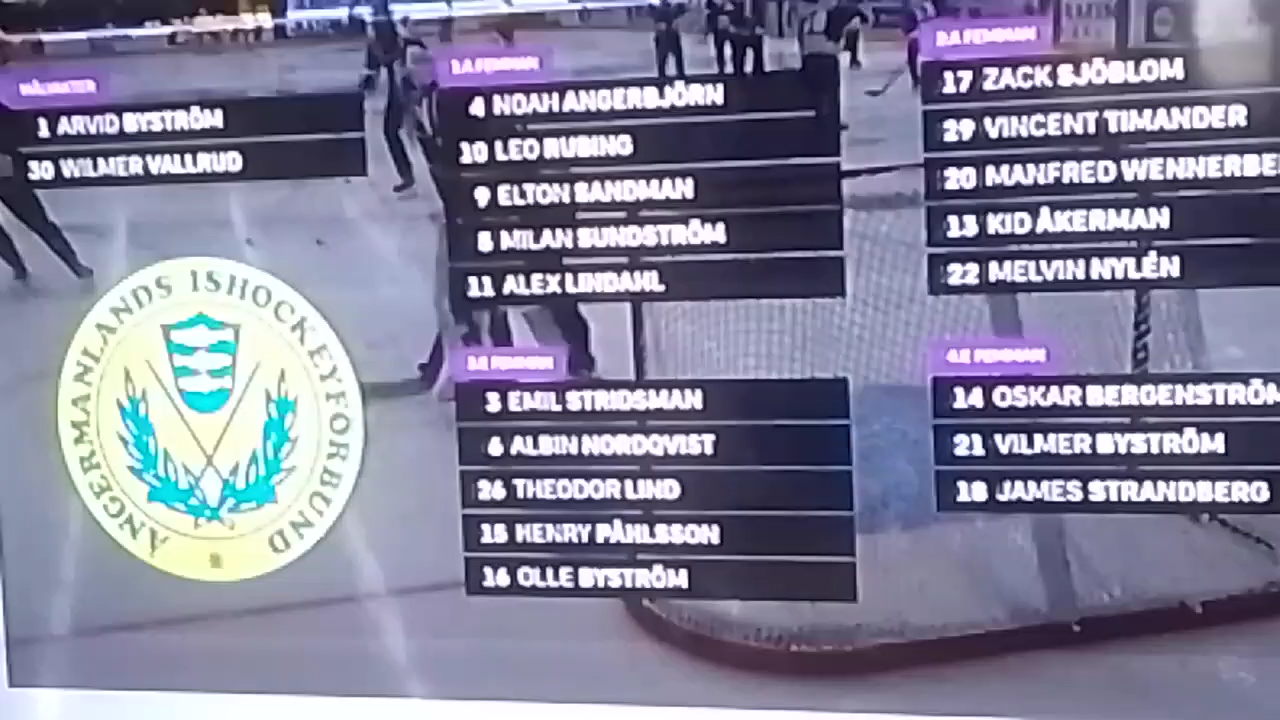 MÅLVAKTER
1 ARVID BYSTRÖM
30 WILMER VALLRUD
1:A FEMMAN
4 NOAH ANGERBJÖRN
10 LEO RUBING
9 ELTON SANDMAN
8 MILAN SUNDSTRÖM
11 ALEX LINDAHL
2:A FEMMAN
17 ZACK SJÖBLOM
29 VINCENT TIMANDER
20 MANFRED WENNERBE
13 KID ÅKERMAN
22 MELVIN NYLÉN
3:E FEMMAN
3 EMIL STRIDSMAN
6 ALBIN NORDQVIST
26 THEODOR LIND
15 HENRY PÅHLSSON
16 OLLE BYSTRÖM
4:E FEMMAN
14 OSKAR BERGENSTRÖM
21 VILMER BYSTRÖM
18 JAMES STRANDBERG
ÅNGERMANLANDS ISHOCKEYFÖRBUND